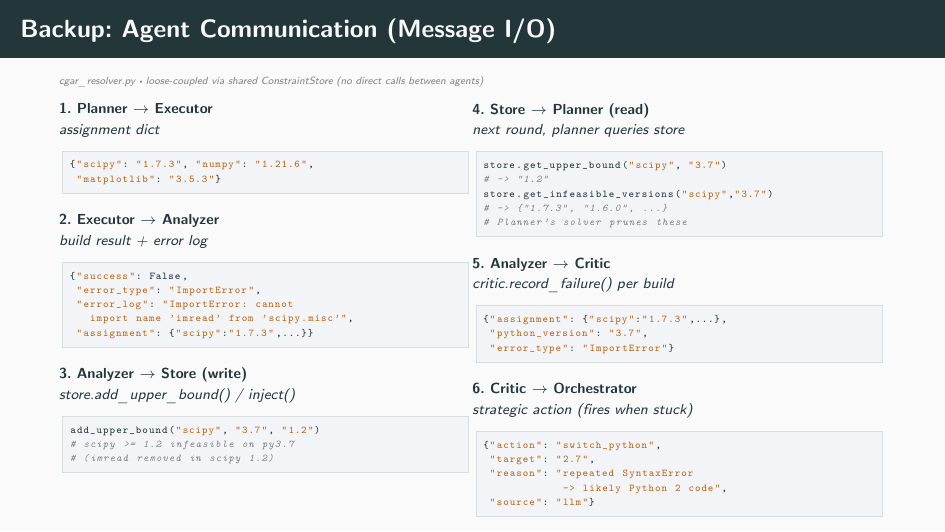 Backup: Agent Communication (Message I/O)
cgar_resolver.py • loose-coupled via shared ConstraintStore (no direct calls between agents)
1. Planner → Executor
assignment dict
{"scipy": "1.7.3", "numpy": "1.21.6",
 "matplotlib": "3.5.3"}
2. Executor → Analyzer
build result + error log
{"success": False,
 "error_type": "ImportError",
 "error_log": "ImportError: cannot
   import name 'imread' from 'scipy.misc'",
 "assignment": {"scipy":"1.7.3",...}}
3. Analyzer → Store (write)
store.add_upper_bound() / inject()
add_upper_bound("scipy", "3.7", "1.2")
# scipy >= 1.2 infeasible on py3.7
# (imread removed in scipy 1.2)
4. Store → Planner (read)
next round, planner queries store
store.get_upper_bound("scipy", "3.7")
# -> "1.2"
store.get_infeasible_versions("scipy","3.7")
# -> {"1.7.3", "1.6.0", ...}
# Planner's solver prunes these
5. Analyzer → Critic
critic.record_failure() per build
{"assignment": {"scipy":"1.7.3",...},
 "python_version": "3.7",
 "error_type": "ImportError"}
6. Critic → Orchestrator
strategic action (fires when stuck)
{"action": "switch_python",
 "target": "2.7",
 "reason": "repeated SyntaxError
           -> likely Python 2 code",
 "source": "llm"}